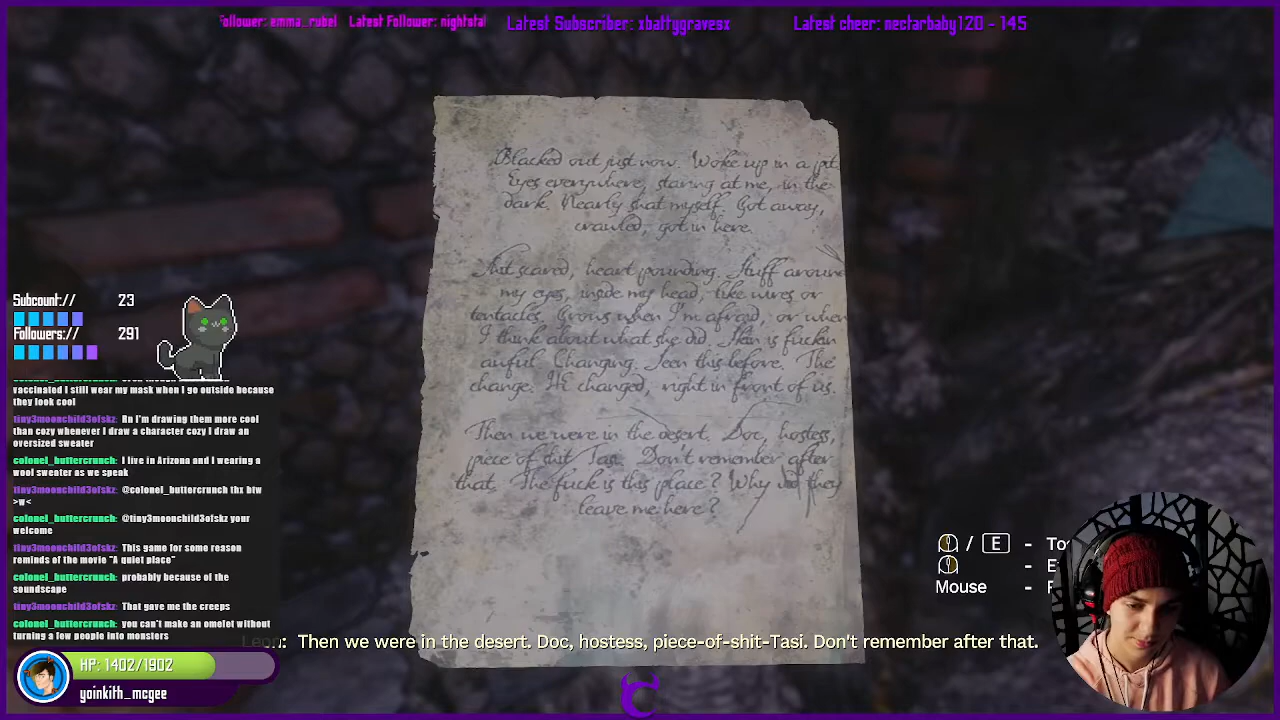 ollower: emma_rubel Latest Follower: nightsta
Latest Subscriber: xbattygravesx
Latest cheer: nectarbaby120 - 145
Blacked out just now. Woke up in a pit.
Eyes everywhere, staring at me, in the
dark. Nearly shat myself. Got away,
crawled, got in here.
Shit scared, heart pounding. Stuff around
my eyes, inside my head, like wires or
tentacles. Grows when I'm afraid, or when
I think about what she did. Skin is fuckin
awful. Changing. Seen this before. The
change. He changed, right in front of us.
Then we were in the desert. Doc, hostess,
piece of shit Tasi. Don't remember after
that. The fuck is this place? Why did they
leave me here?
Subcount:// 23
Followers:// 291
vaccinated I still wear my mask when I go outside because
they look cool
tiny3moonchild3ofskz: Rn I'm drawing them more cool
than cozy whenever I draw a character cozy I draw an
oversized sweater
colonel_buttercrunch: I live in Arizona and I wearing a
wool sweater as we speak
tiny3moonchild3ofskz: @colonel_buttercrunch thx btw
>w<
colonel_buttercrunch: @tiny3moonchild3ofskz your
welcome
tiny3moonchild3ofskz: This game for some reason
reminds of the movie "A quiet place"
colonel_buttercrunch: probably because of the
soundscape
tiny3moonchild3ofskz: That gave me the creeps
colonel_buttercrunch: you can't make an omelet without
turning a few people into monsters
/ E - To
- E
Mouse -
Leon: Then we were in the desert. Doc, hostess, piece-of-shit-Tasi. Don't remember after that.
HP: 1402/1902
yoinkith_mcgee